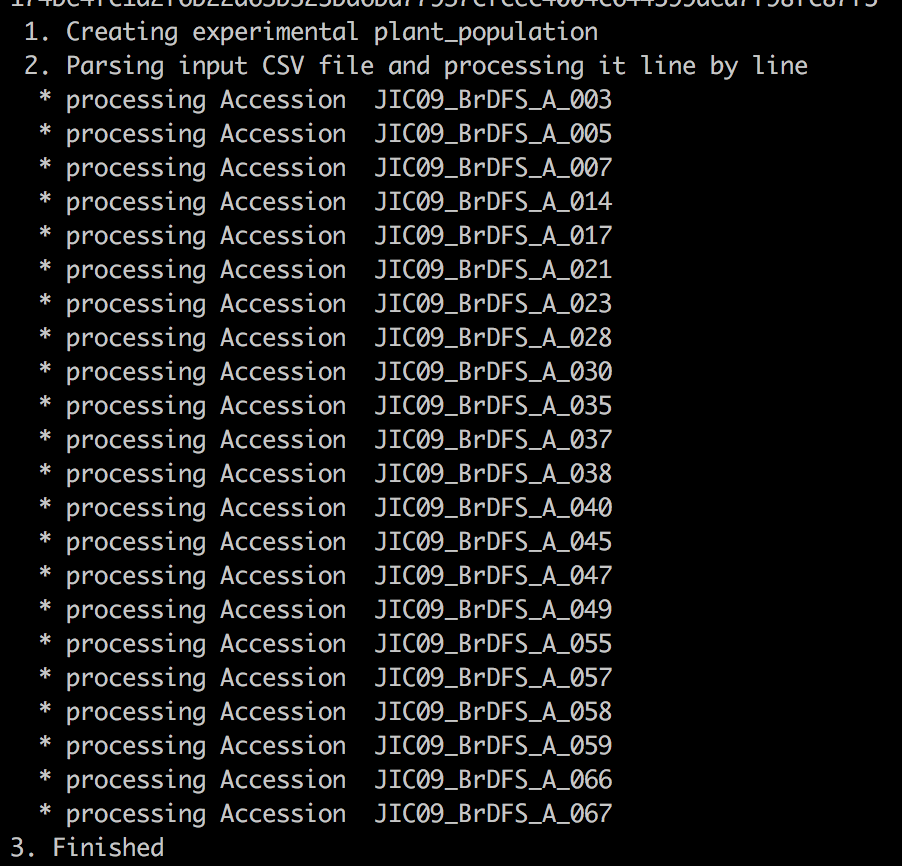 1. Creating experimental plant_population
2. Parsing input CSV file and processing it line by line
* processing Accession  JIC09_BrDFS_A_003
* processing Accession  JIC09_BrDFS_A_005
* processing Accession  JIC09_BrDFS_A_007
* processing Accession  JIC09_BrDFS_A_014
* processing Accession  JIC09_BrDFS_A_017
* processing Accession  JIC09_BrDFS_A_021
* processing Accession  JIC09_BrDFS_A_023
* processing Accession  JIC09_BrDFS_A_028
* processing Accession  JIC09_BrDFS_A_030
* processing Accession  JIC09_BrDFS_A_035
* processing Accession  JIC09_BrDFS_A_037
* processing Accession  JIC09_BrDFS_A_038
* processing Accession  JIC09_BrDFS_A_040
* processing Accession  JIC09_BrDFS_A_045
* processing Accession  JIC09_BrDFS_A_047
* processing Accession  JIC09_BrDFS_A_049
* processing Accession  JIC09_BrDFS_A_055
* processing Accession  JIC09_BrDFS_A_057
* processing Accession  JIC09_BrDFS_A_058
* processing Accession  JIC09_BrDFS_A_059
* processing Accession  JIC09_BrDFS_A_066
* processing Accession  JIC09_BrDFS_A_067
3. Finished